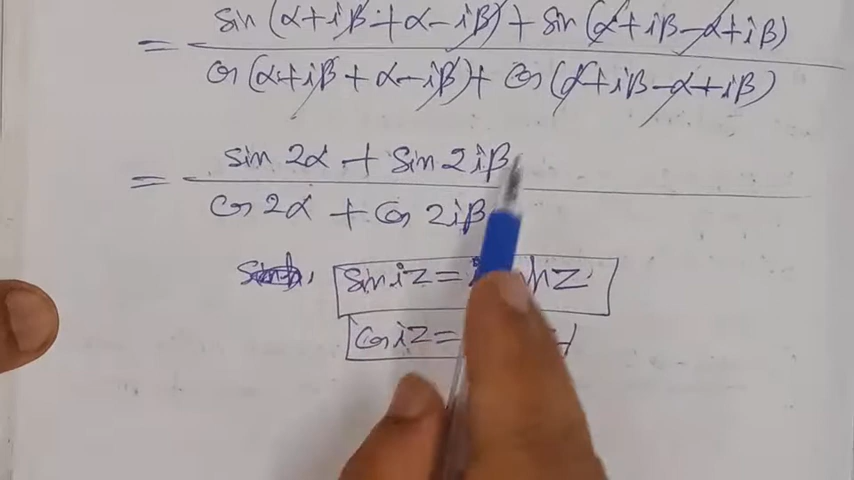 sin (α+iβ+α-iβ) + sin (α+iβ-α+iβ)
=
cos (α+iβ + α-iβ) + cos (α+iβ-α+iβ)
sin 2α + sin 2iβ
=
cos 2α + cos 2iβ
sin iz = hz
cos iz =